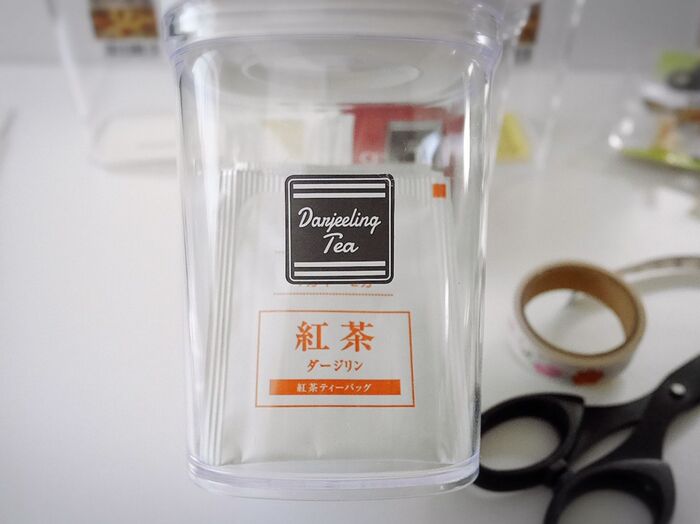 Darjeeling
Tea
紅茶
ダージリン
紅茶ティーバッグ